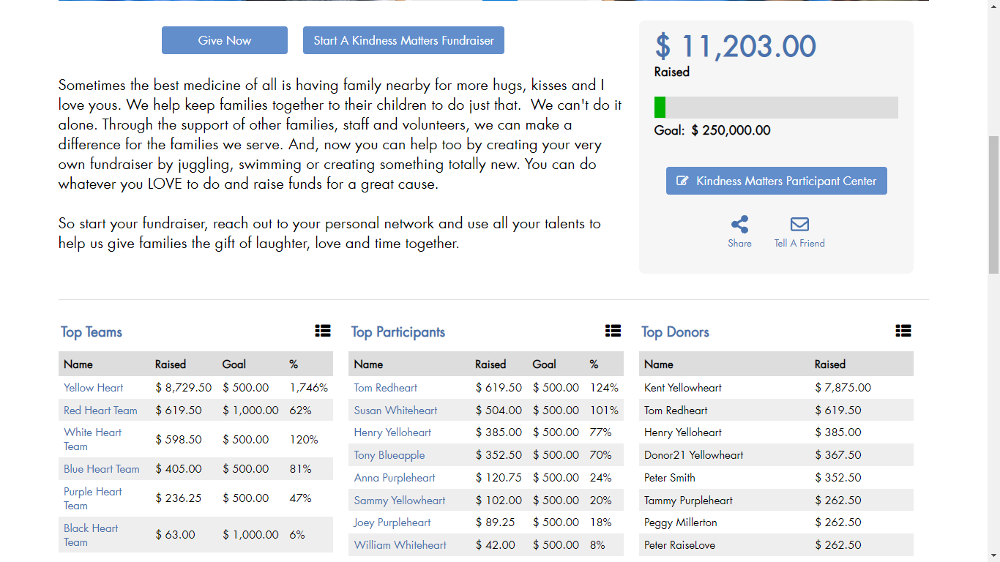 Give Now
Start A Kindness Matters Fundraiser
Sometimes the best medicine of all is having family nearby for more hugs, kisses and I
love yous. We help keep families together to their children to do just that.  We can't do it
alone. Through the support of other families, staff and volunteers, we can make a
difference for the families we serve. And, now you can help too by creating your very
own fundraiser by juggling, swimming or creating something totally new. You can do
whatever you LOVE to do and raise funds for a great cause.
So start your fundraiser, reach out to your personal network and use all your talents to
help us give families the gift of laughter, love and time together.
$ 11,203.00
Raised
Goal:  $ 250,000.00
Kindness Matters Participant Center
Share
Tell A Friend
Top Teams
Name Raised Goal %
Yellow Heart $ 8,729.50 $ 500.00 1,746%
Red Heart Team $ 619.50 $ 1,000.00 62%
White Heart
Team $ 598.50 $ 500.00 120%
Blue Heart Team $ 405.00 $ 500.00 81%
Purple Heart
Team $ 236.25 $ 500.00 47%
Black Heart
Team $ 63.00 $ 1,000.00 6%
Top Participants
Name Raised Goal %
Tom Redheart $ 619.50 $ 500.00 124%
Susan Whiteheart $ 504.00 $ 500.00 101%
Henry Yelloheart $ 385.00 $ 500.00 77%
Tony Blueapple $ 352.50 $ 500.00 70%
Anna Purpleheart $ 120.75 $ 500.00 24%
Sammy Yellowheart $ 102.00 $ 500.00 20%
Joey Purpleheart $ 89.25 $ 500.00 18%
William Whiteheart $ 42.00 $ 500.00 8%
Top Donors
Name Raised
Kent Yellowheart $ 7,875.00
Tom Redheart $ 619.50
Henry Yelloheart $ 385.00
Donor21 Yellowheart $ 367.50
Peter Smith $ 352.50
Tammy Purpleheart $ 262.50
Peggy Millerton $ 262.50
Peter RaiseLove $ 262.50